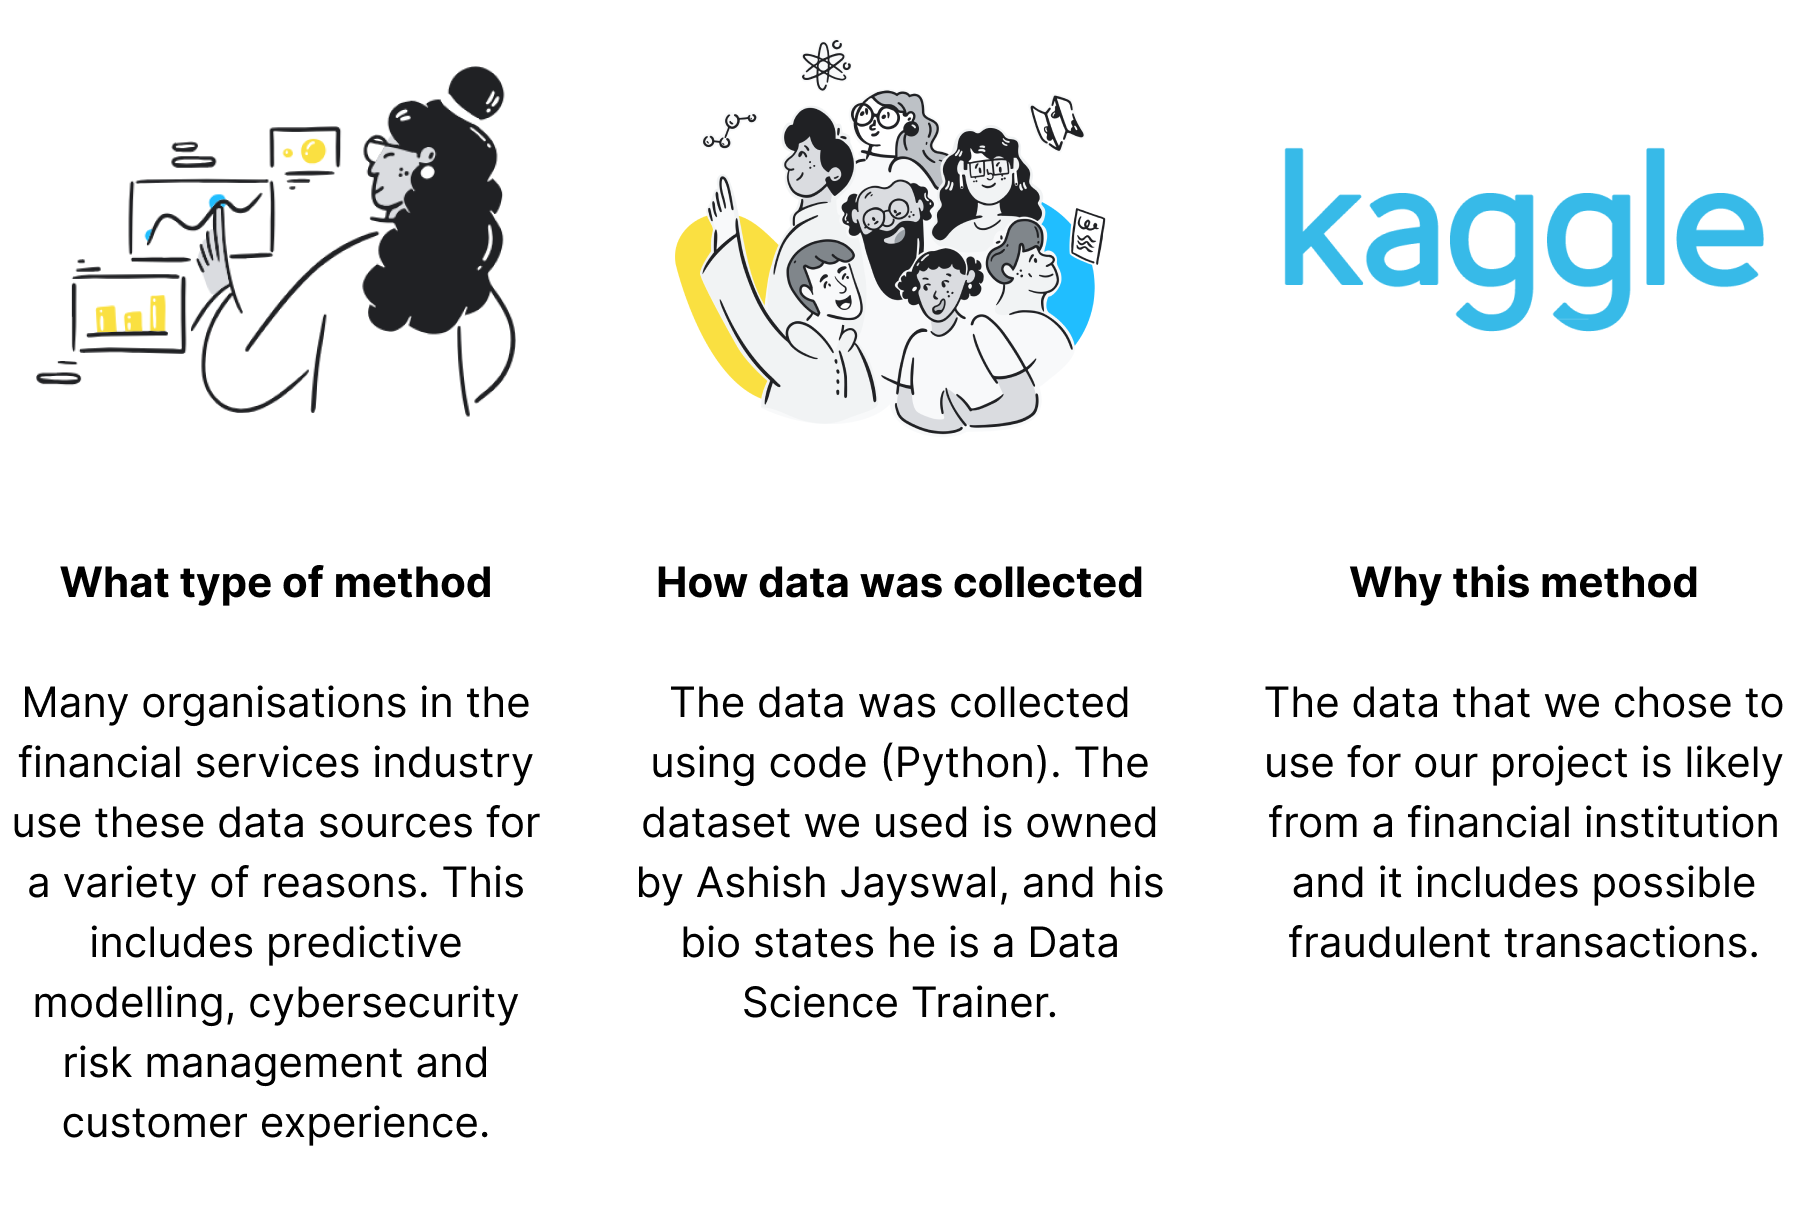 kaggle
What type of method
Many organisations in the
financial services industry
use these data sources for
a variety of reasons. This
includes predictive
modelling, cybersecurity
risk management and
customer experience.
How data was collected
The data was collected
using code (Python). The
dataset we used is owned
by Ashish Jayswal, and his
bio states he is a Data
Science Trainer.
Why this method
The data that we chose to
use for our project is likely
from a financial institution
and it includes possible
fraudulent transactions.